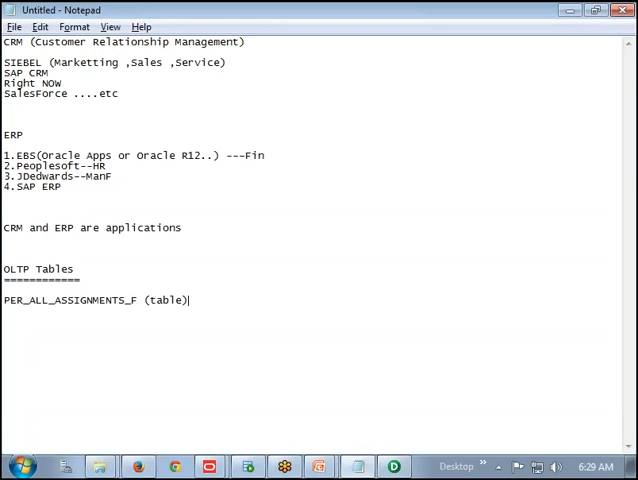 Untitled - Notepad
File Edit Format View Help
CRM (Customer Relationship Management)
SIEBEL (Marketting ,Sales ,Service)
SAP CRM
Right NOW
SalesForce ....etc
ERP
1.EBS(Oracle Apps or Oracle R12..) ---Fin
2.Peoplesoft--HR
3.JDedwards--ManF
4.SAP ERP
CRM and ERP are applications
OLTP Tables
============
PER_ALL_ASSIGNMENTS_F (table)
Desktop 6:29 AM